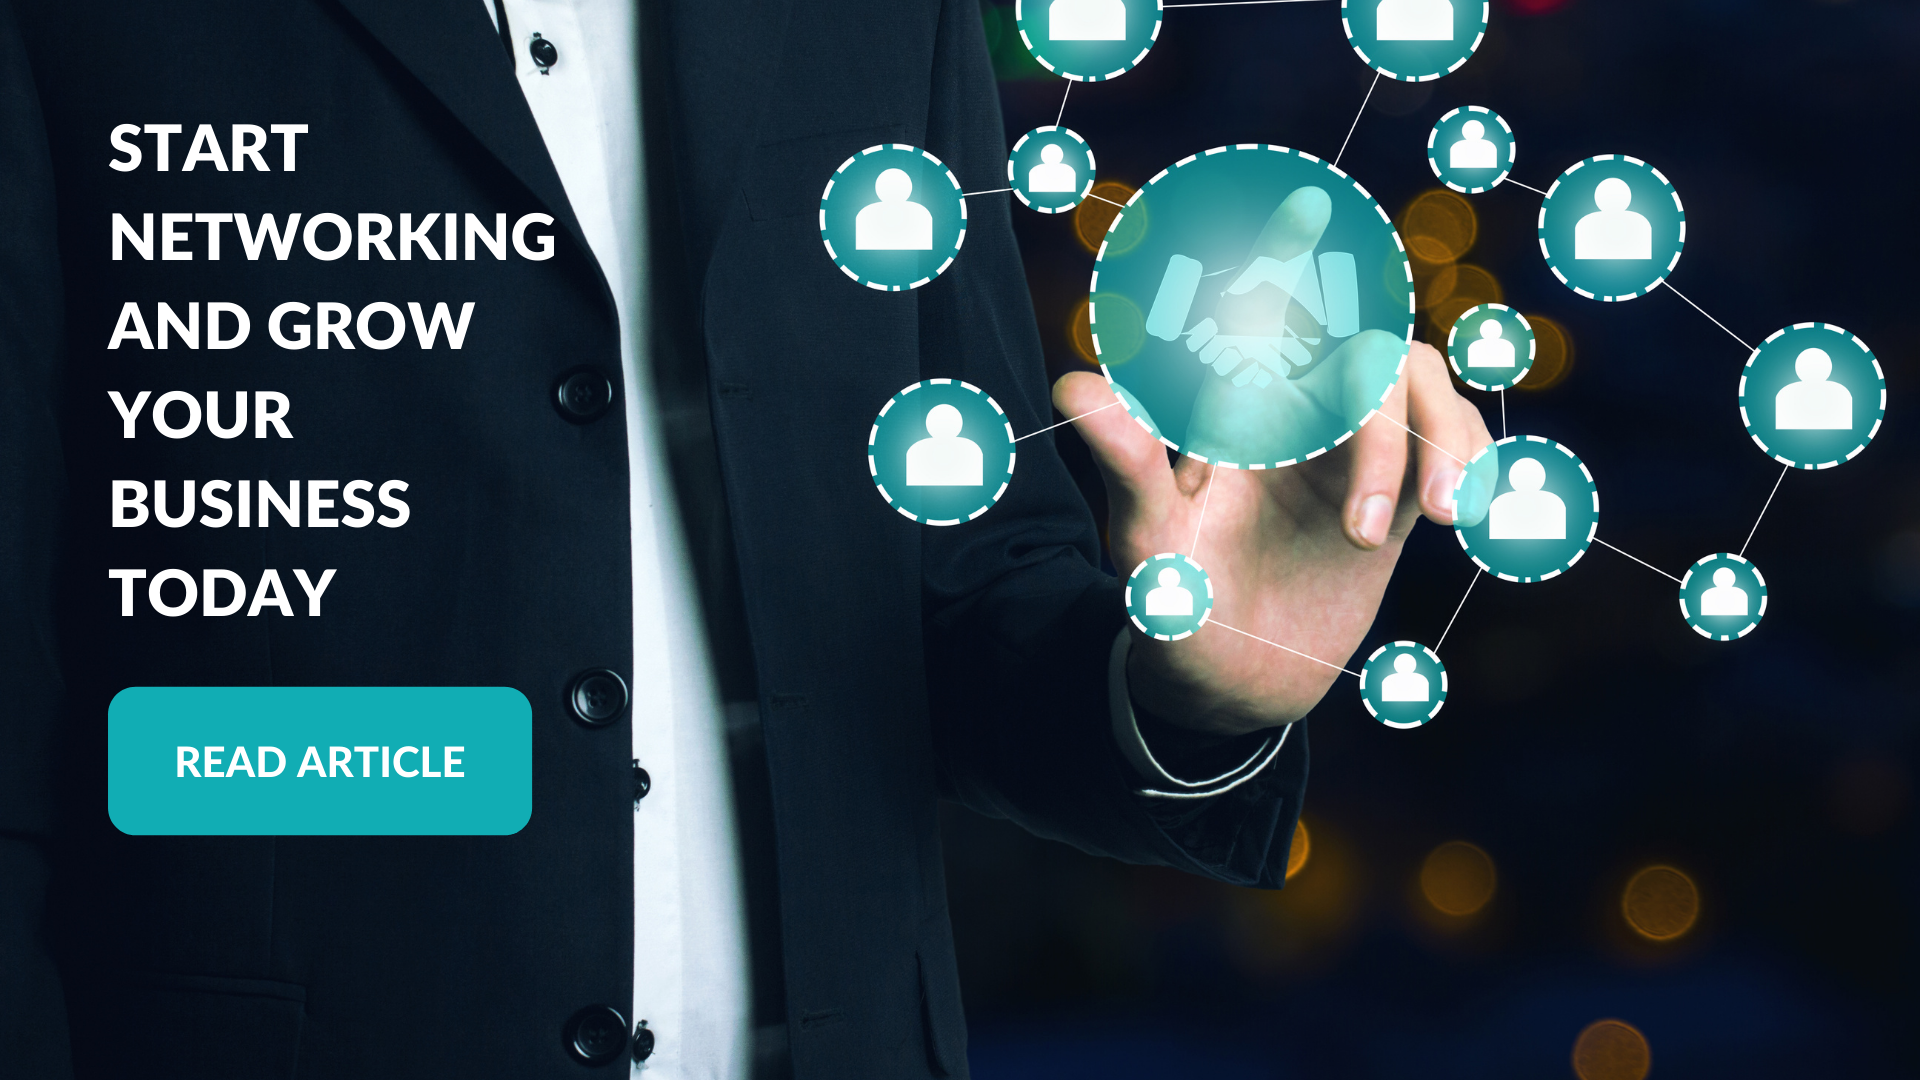 START
NETWORKING
AND GROW
YOUR
BUSINESS
TODAY
READ ARTICLE